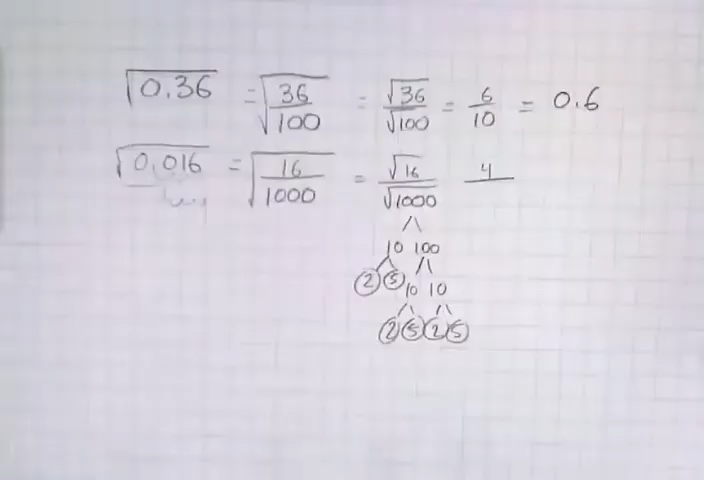 √0.36 = √36/√100 = √36/√100 = 6/10 = 0.6
√0.016 = √16/1000 = √16/√1000 4
10 100
2 5 10 10
2 5 2 5